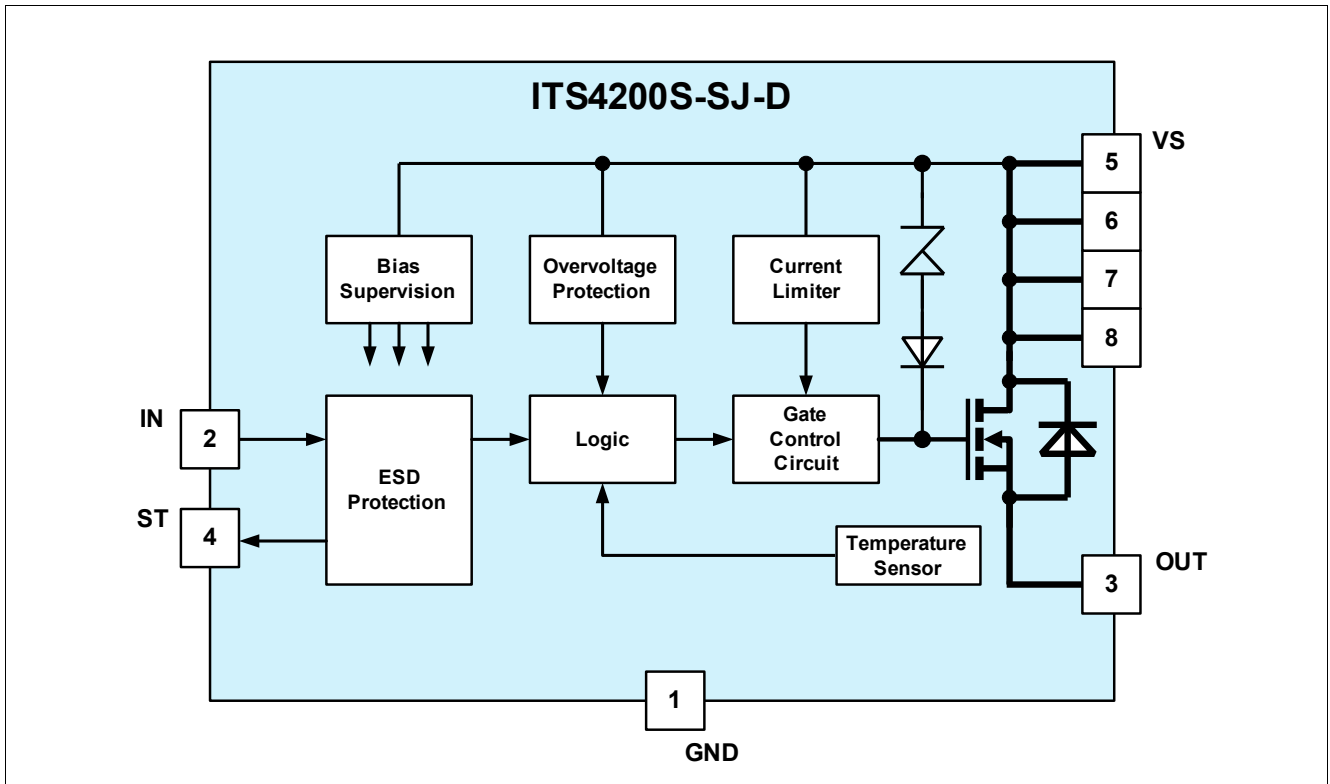 ITS4200S-SJ-D
VS
5
6
7
8
Bias
Supervision
Overvoltage
Protection
Current
Limiter
IN
2
ST
4
ESD
Protection
Logic
Gate
Control
Circuit
Temperature
Sensor
3
OUT
1
GND